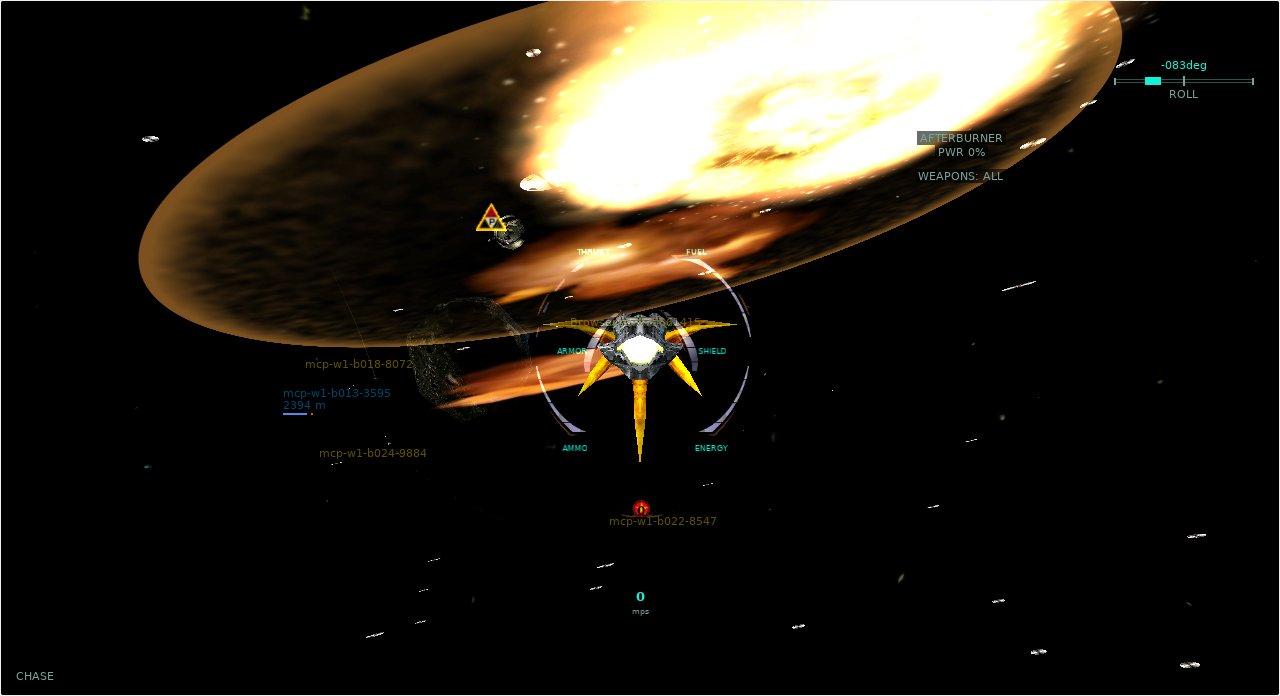 -083deg
ROLL
AFTERBURNER
PWR 0%
WEAPONS: ALL
P
THRUST
FUEL
ARMOR
SHIELD
mcp-w1-b018-8072
mcp-w1-b013-3595
2394 m
AMMO
ENERGY
mcp-w1-b024-9884
mcp-w1-b022-8547
0
mps
CHASE